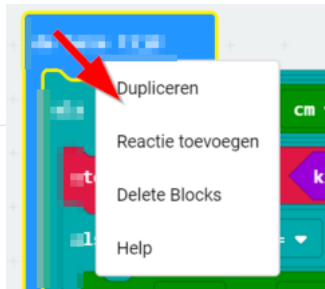 Dupliceren
cm
Reactie toevoegen
k
Delete Blocks
Help